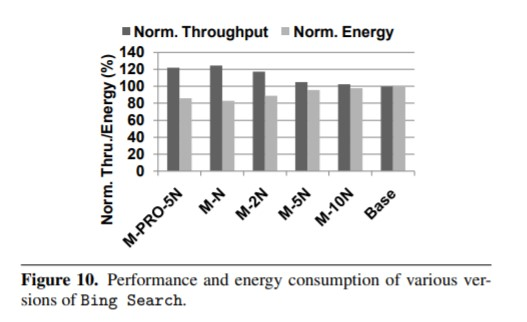 Norm. Throughput Norm. Energy
Norm. Thru./Energy (%)
140
120
100
80
60
40
20
0
M-PRO-5N M-N M-2N M-5N M-10N Base
Figure 10. Performance and energy consumption of various ver-
sions of Bing Search.